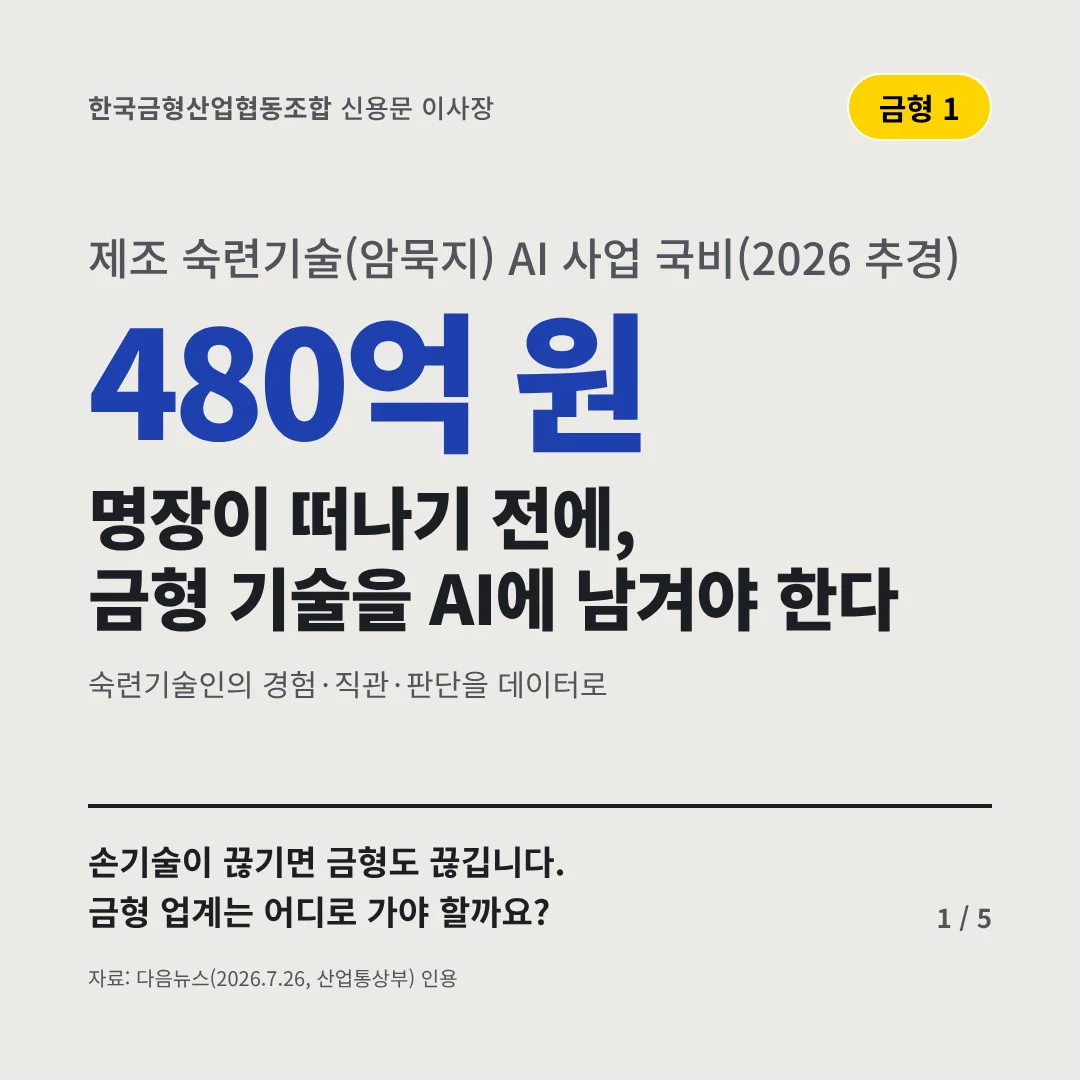 한국금형산업협동조합 신용문 이사장
금형 1
제조 숙련기술(암묵지) AI 사업 국비(2026 추경)
480억 원
명장이 떠나기 전에,
금형 기술을 AI에 남겨야 한다
숙련기술인의 경험·직관·판단을 데이터로
손기술이 끊기면 금형도 끊깁니다.
금형 업계는 어디로 가야 할까요?
1 / 5
자료: 다음뉴스(2026.7.26, 산업통상부) 인용